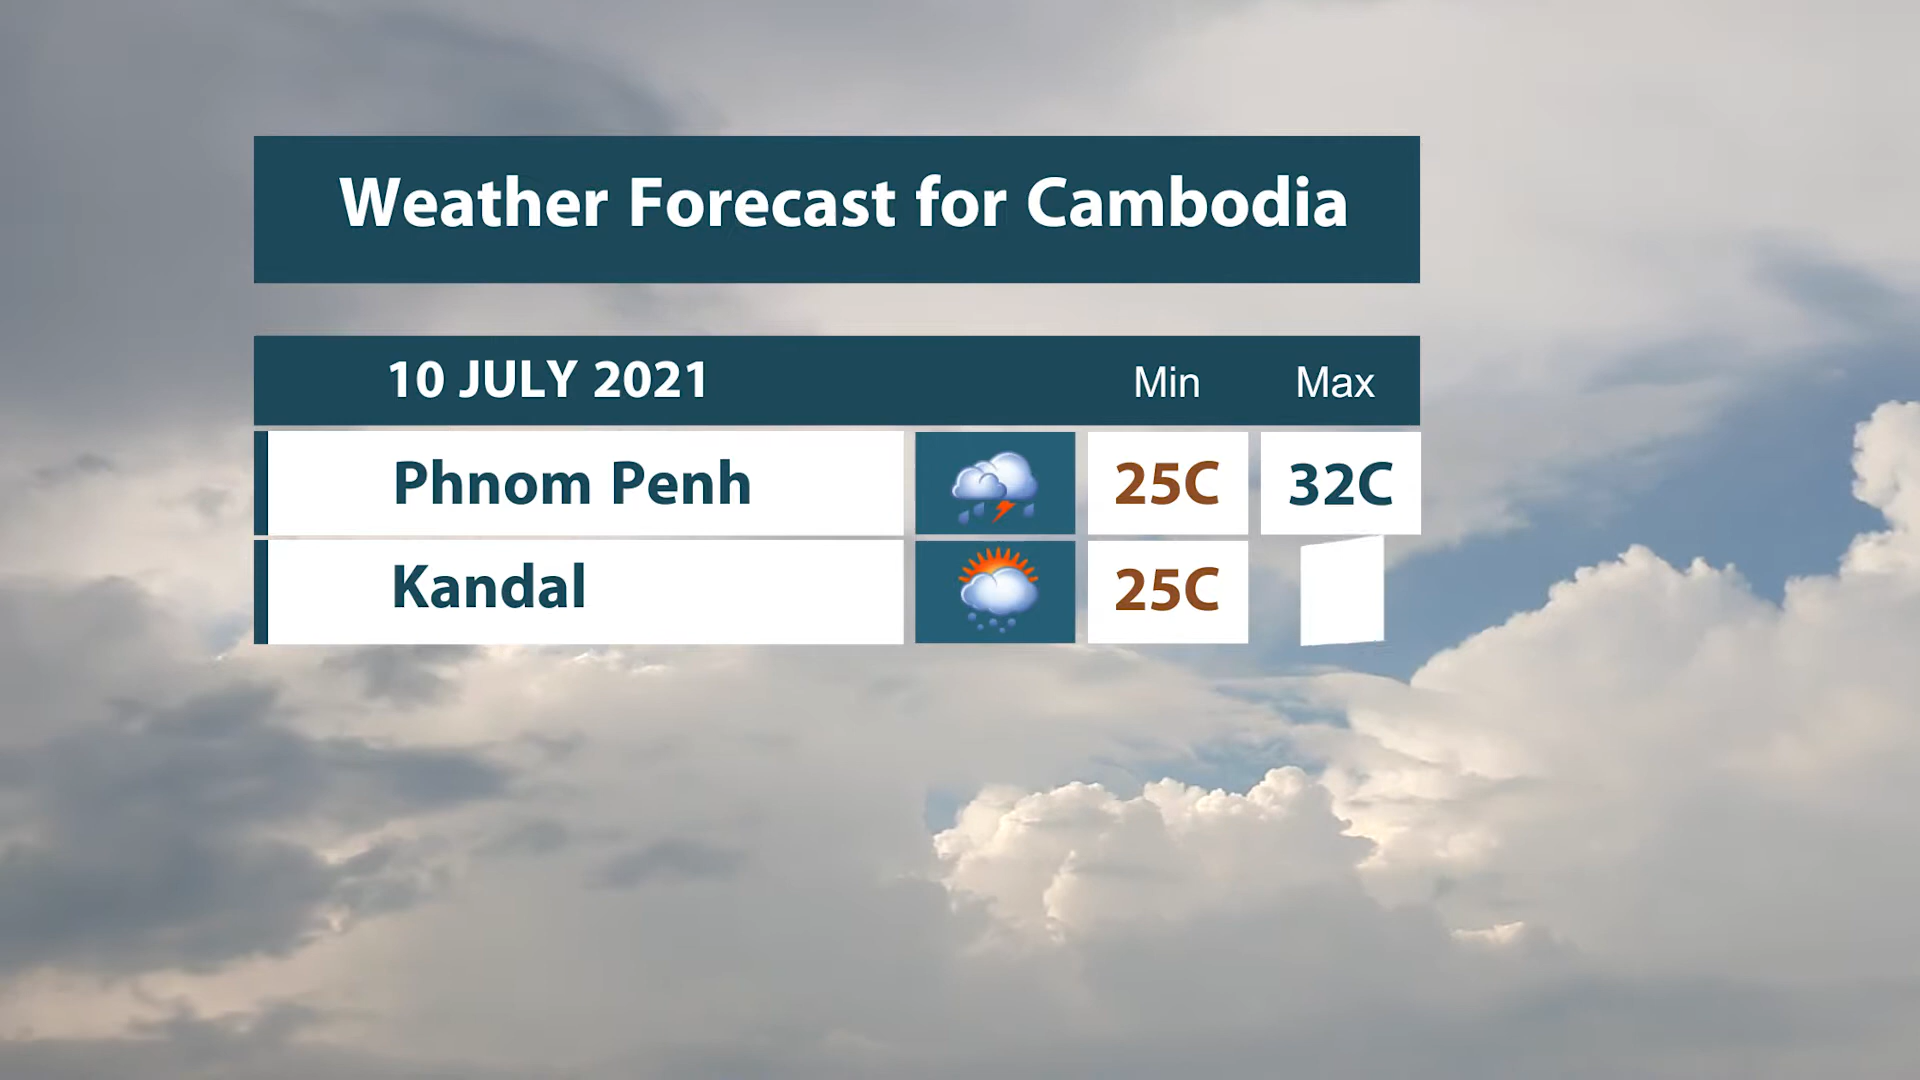 Weather Forecast for Cambodia
10 JULY 2021 Min Max
Phnom Penh 25C 32C
Kandal 25C